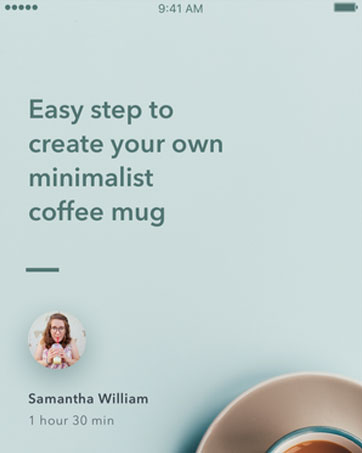 9:41 AM
Easy step to
create your own
minimalist
coffee mug
Samantha William
1 hour 30 min